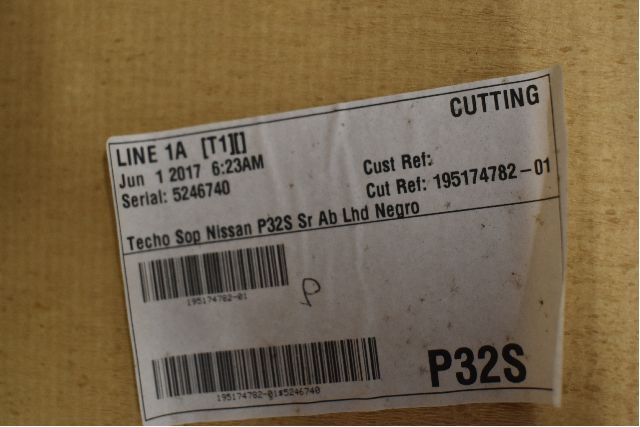 CUTTING
LINE 1A [T1][]
Jun 1 2017 6:23AM
Serial: 5246740
Cust Ref:
Cut Ref: 195174782-01
Techo Sop Nissan P32S Sr Ab Lhd Negro
195174782-01
P
195174782-01$5246740
P32S